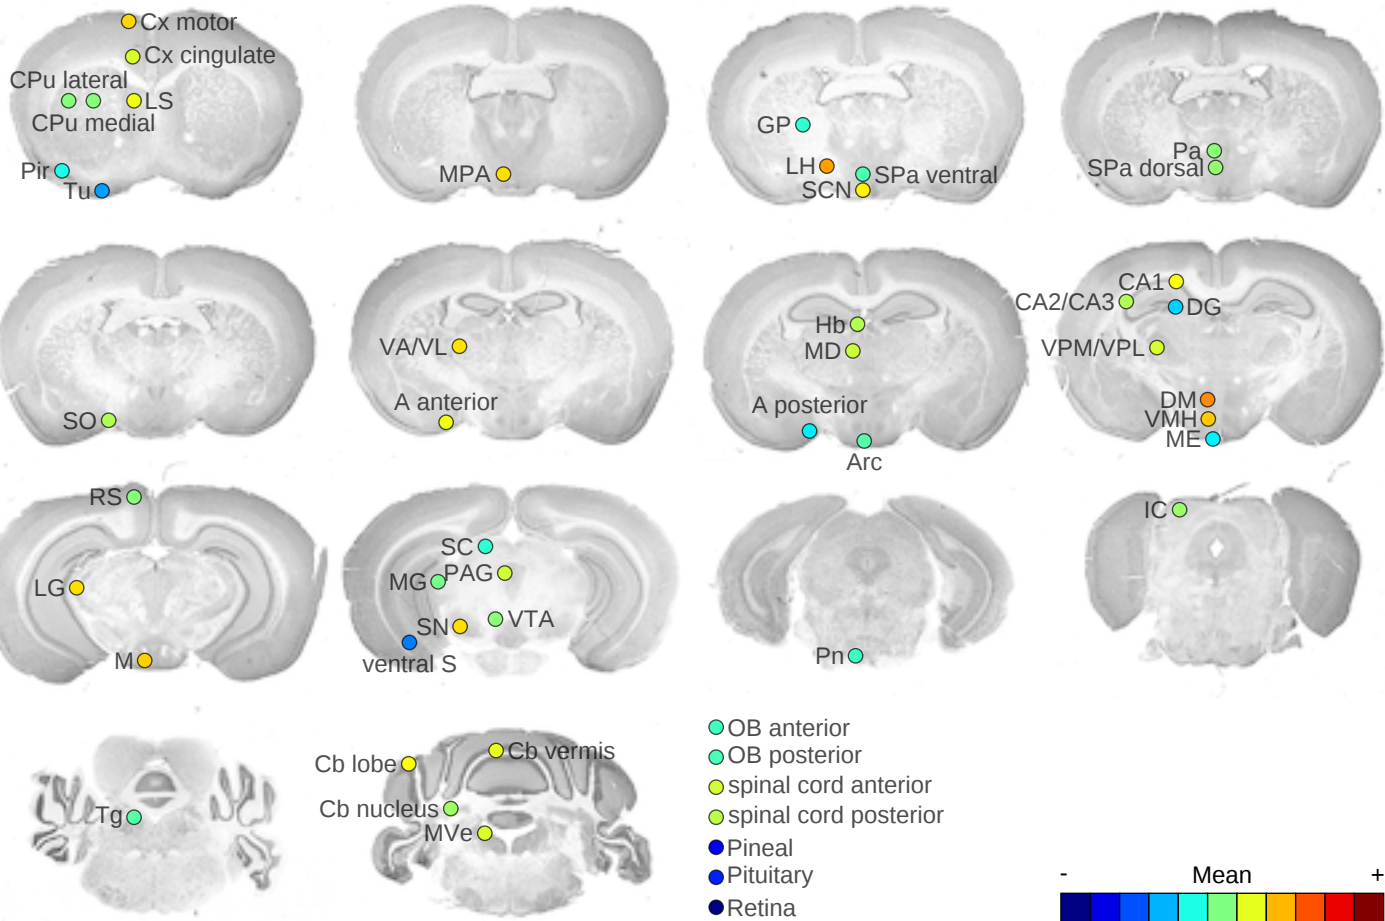 Cx motor
Cx cingulate
CPu lateral
LS
CPu medial
Pir
Tu
MPA
GP
LH
SPa ventral
SCN
Pa
SPa dorsal
SO
VA/VL
A anterior
Hb
MD
A posterior
Arc
CA1
CA2/CA3
DG
VPM/VPL
DM
VMH
ME
RS
LG
M
SC
MG
PAG
SN
VTA
ventral S
Pn
IC
Tg
Cb lobe
Cb vermis
Cb nucleus
MVe
OB anterior
OB posterior
spinal cord anterior
spinal cord posterior
Pineal
Pituitary
Retina
- Mean +